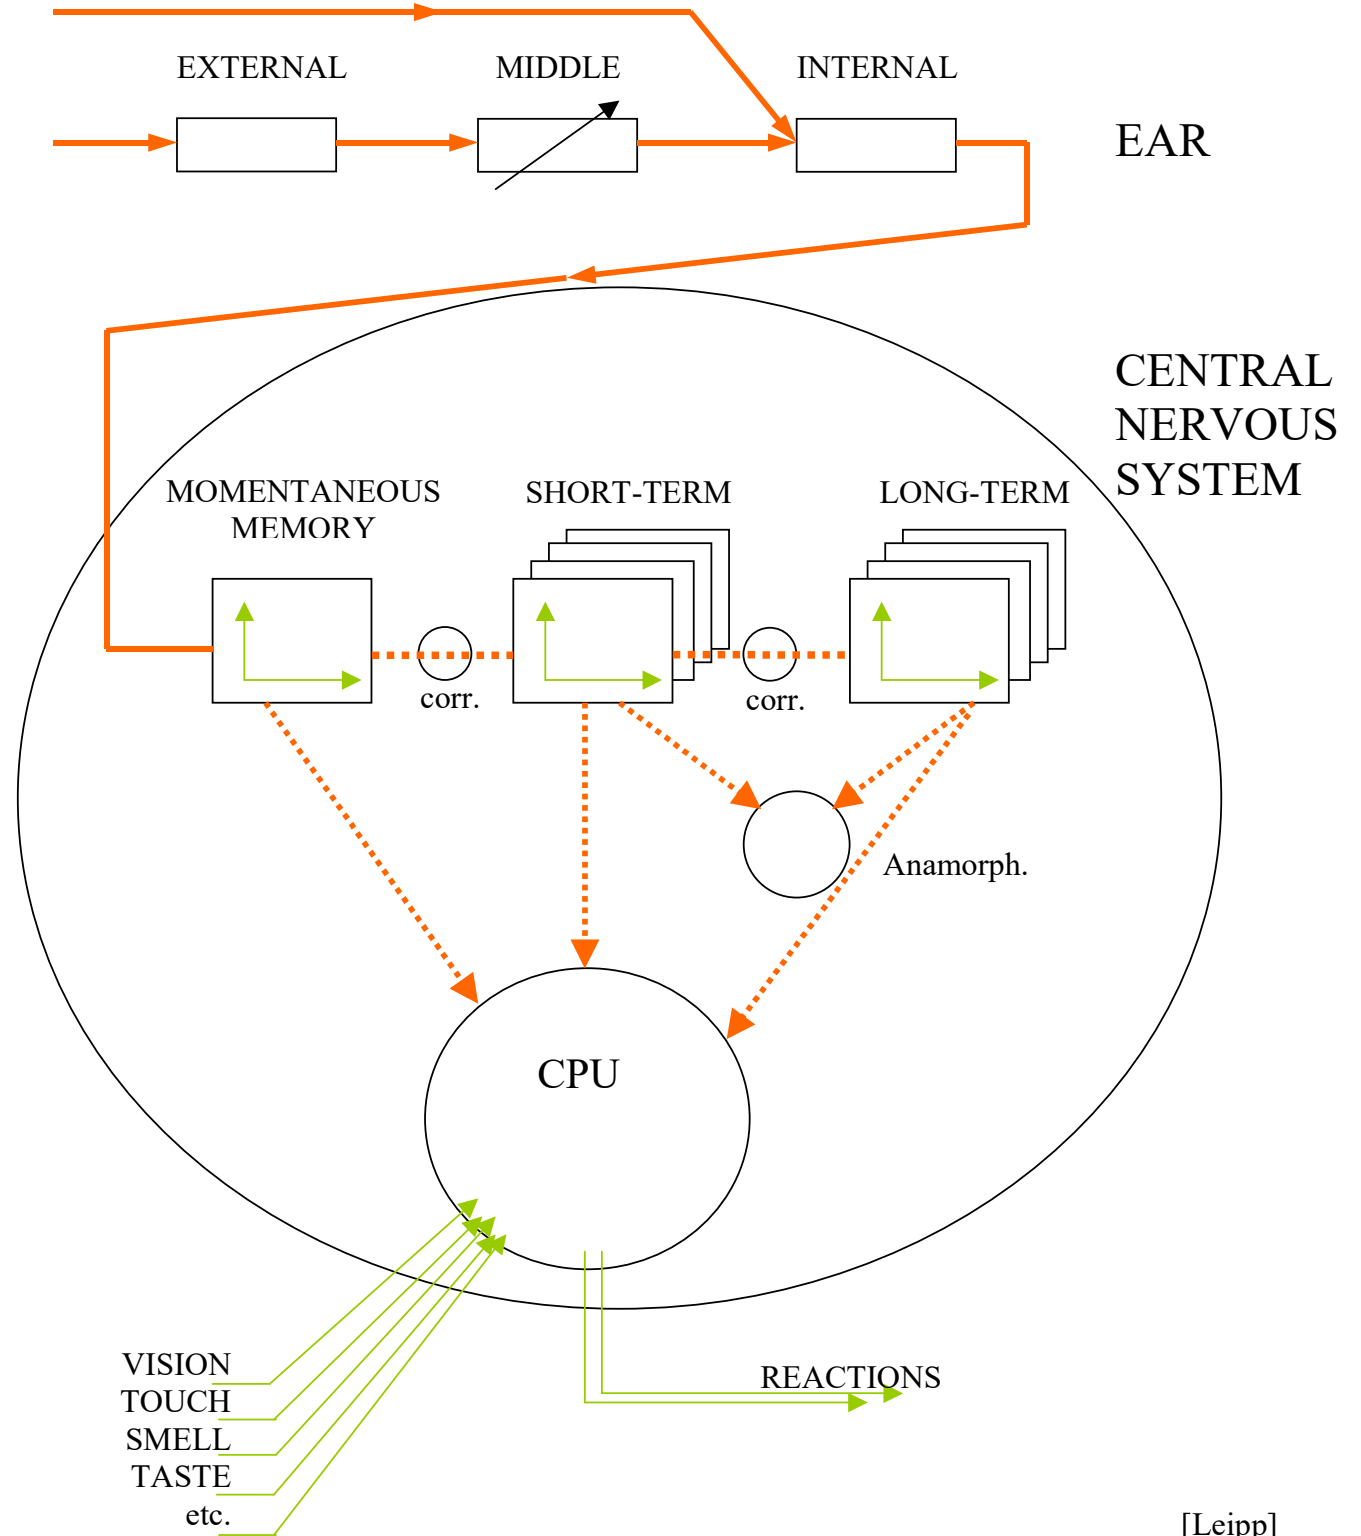 EXTERNAL
MIDDLE
INTERNAL
EAR
CENTRAL
NERVOUS
SYSTEM
MOMENTANEOUS
MEMORY
SHORT-TERM
LONG-TERM
corr.
corr.
Anamorph.
CPU
VISION
TOUCH
SMELL
TASTE
etc.
REACTIONS
[Leipp]